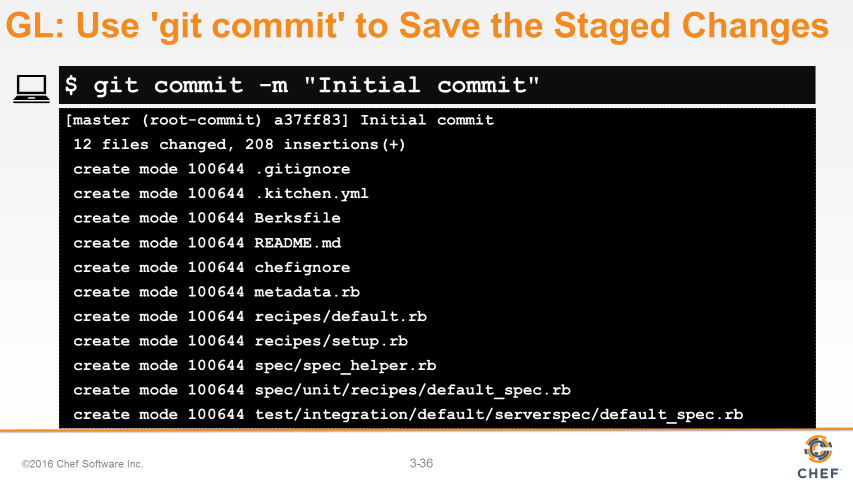 GL: Use 'git commit' to Save the Staged Changes
$ git commit -m "Initial commit"
[master (root-commit) a37ff83] Initial commit
12 files changed, 208 insertions(+)
create mode 100644 .gitignore
create mode 100644 .kitchen.yml
create mode 100644 Berksfile
create mode 100644 README.md
create mode 100644 chefignore
create mode 100644 metadata.rb
create mode 100644 recipes/default.rb
create mode 100644 recipes/setup.rb
create mode 100644 spec/spec_helper.rb
create mode 100644 spec/unit/recipes/default_spec.rb
create mode 100644 test/integration/default/serverspec/default_spec.rb
©2016 Chef Software Inc.
3-36
CHEF